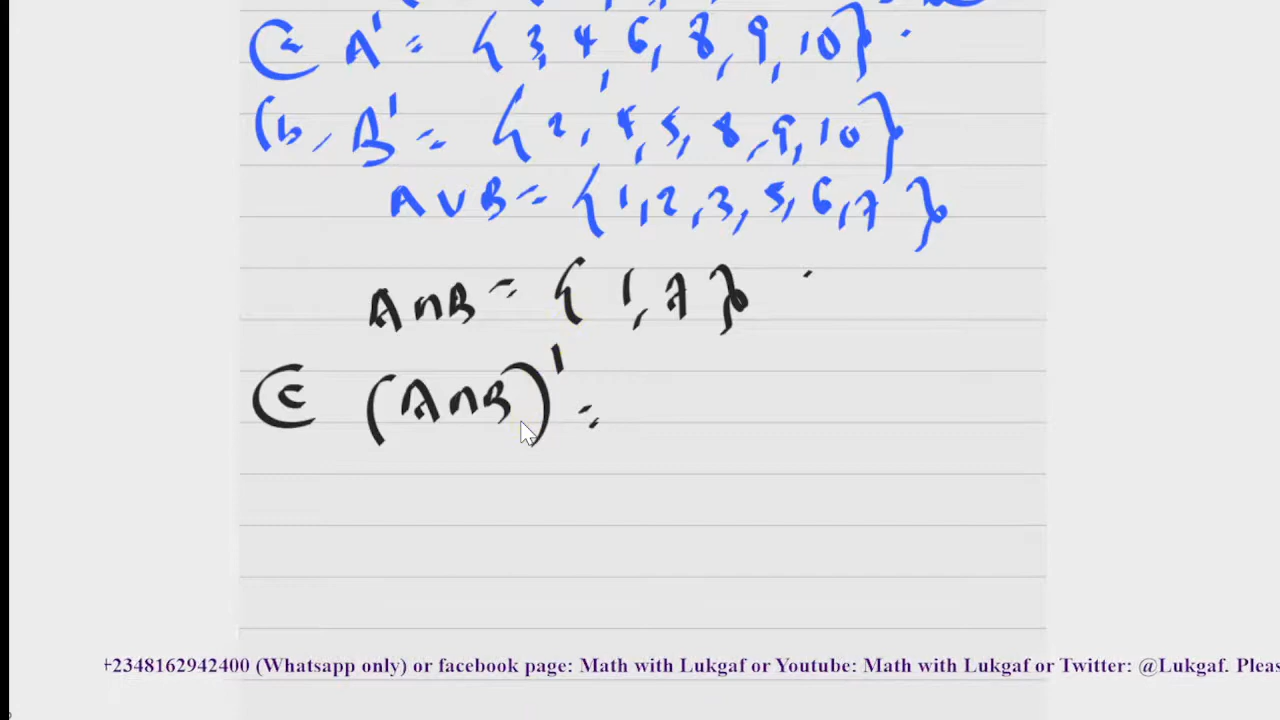 (c A' = {3, 4, 6, 8, 9, 10}.
(b, B' = {2, 4, 5, 8, 9, 10}
A ∪ B = {1, 2, 3, 5, 6, 7}
A ∩ B = {1, 7}
(c (A ∩ B)' =
+2348162942400 (Whatsapp only) or facebook page: Math with Lukgaf or Youtube: Math with Lukgaf or Twitter: @Lukgaf. Pleas